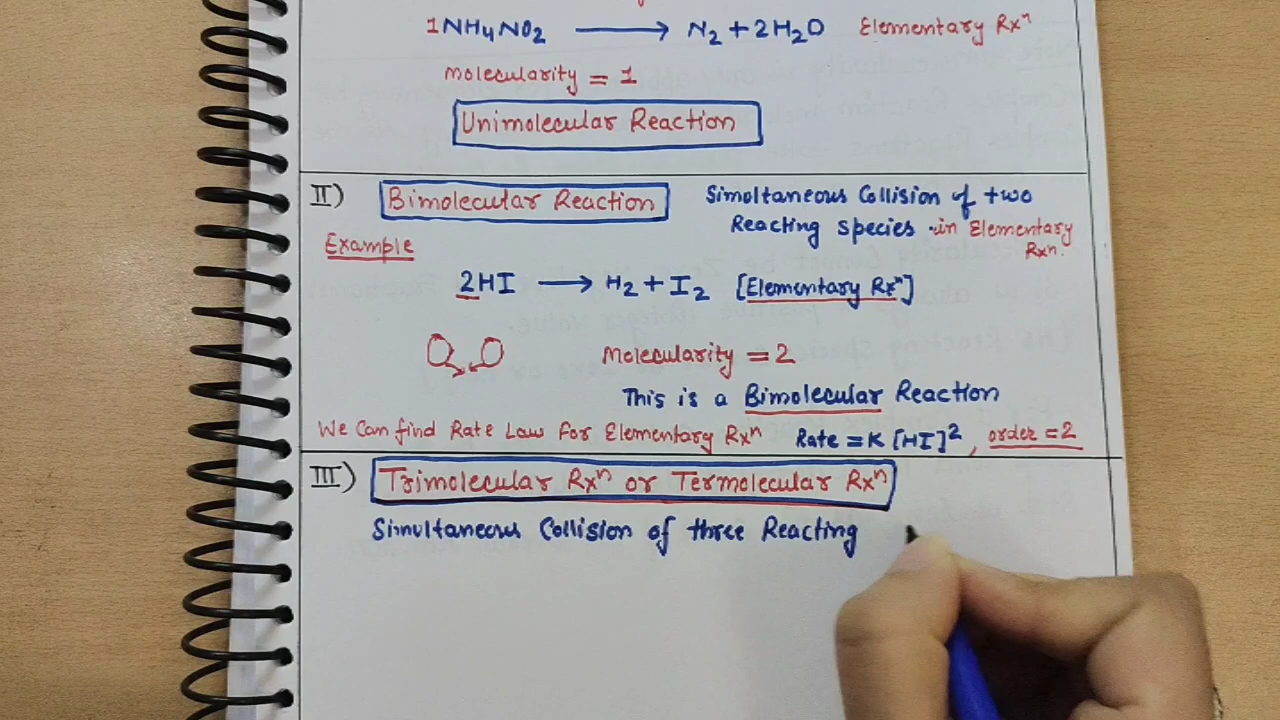 1NH4NO2 ⟶ N2 + 2H2O Elementary Rxⁿ
Molecularity = 1
Unimolecular Reaction
II) Bimolecular Reaction Simoltaneous Collision of two
Reacting species in Elementary
Rxn.
Example
2HI ⟶ H2 + I2 [Elementary Rxⁿ]
Molecularity = 2
This is a Bimolecular Reaction
We Can find Rate Law For Elementary Rxⁿ Rate = K [HI]², order = 2
III) Trimolecular Rxⁿ or Termolecular Rxⁿ
Simultaneous Collision of three Reacting